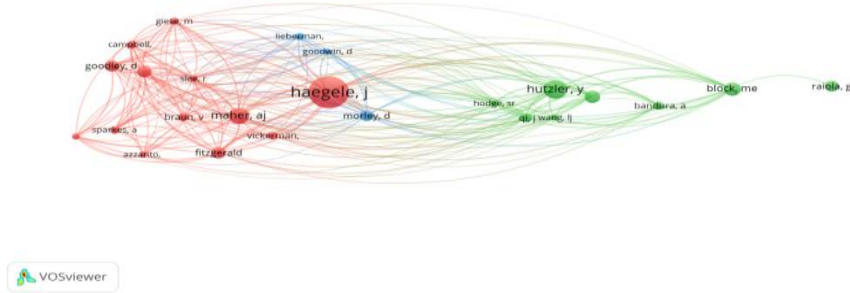 giese, m
campbell,
lieberman,
goodwin, d
goodley, d
slee, r
haegele, j
hutzler, y
block, me
raiola, g
hodge, sr
bandura, a
braun, v
maher, aj
morley, d
qi, j
wang, lj
sparkes, a
vickerman,
azzarito,
fitzgerald
VOSviewer